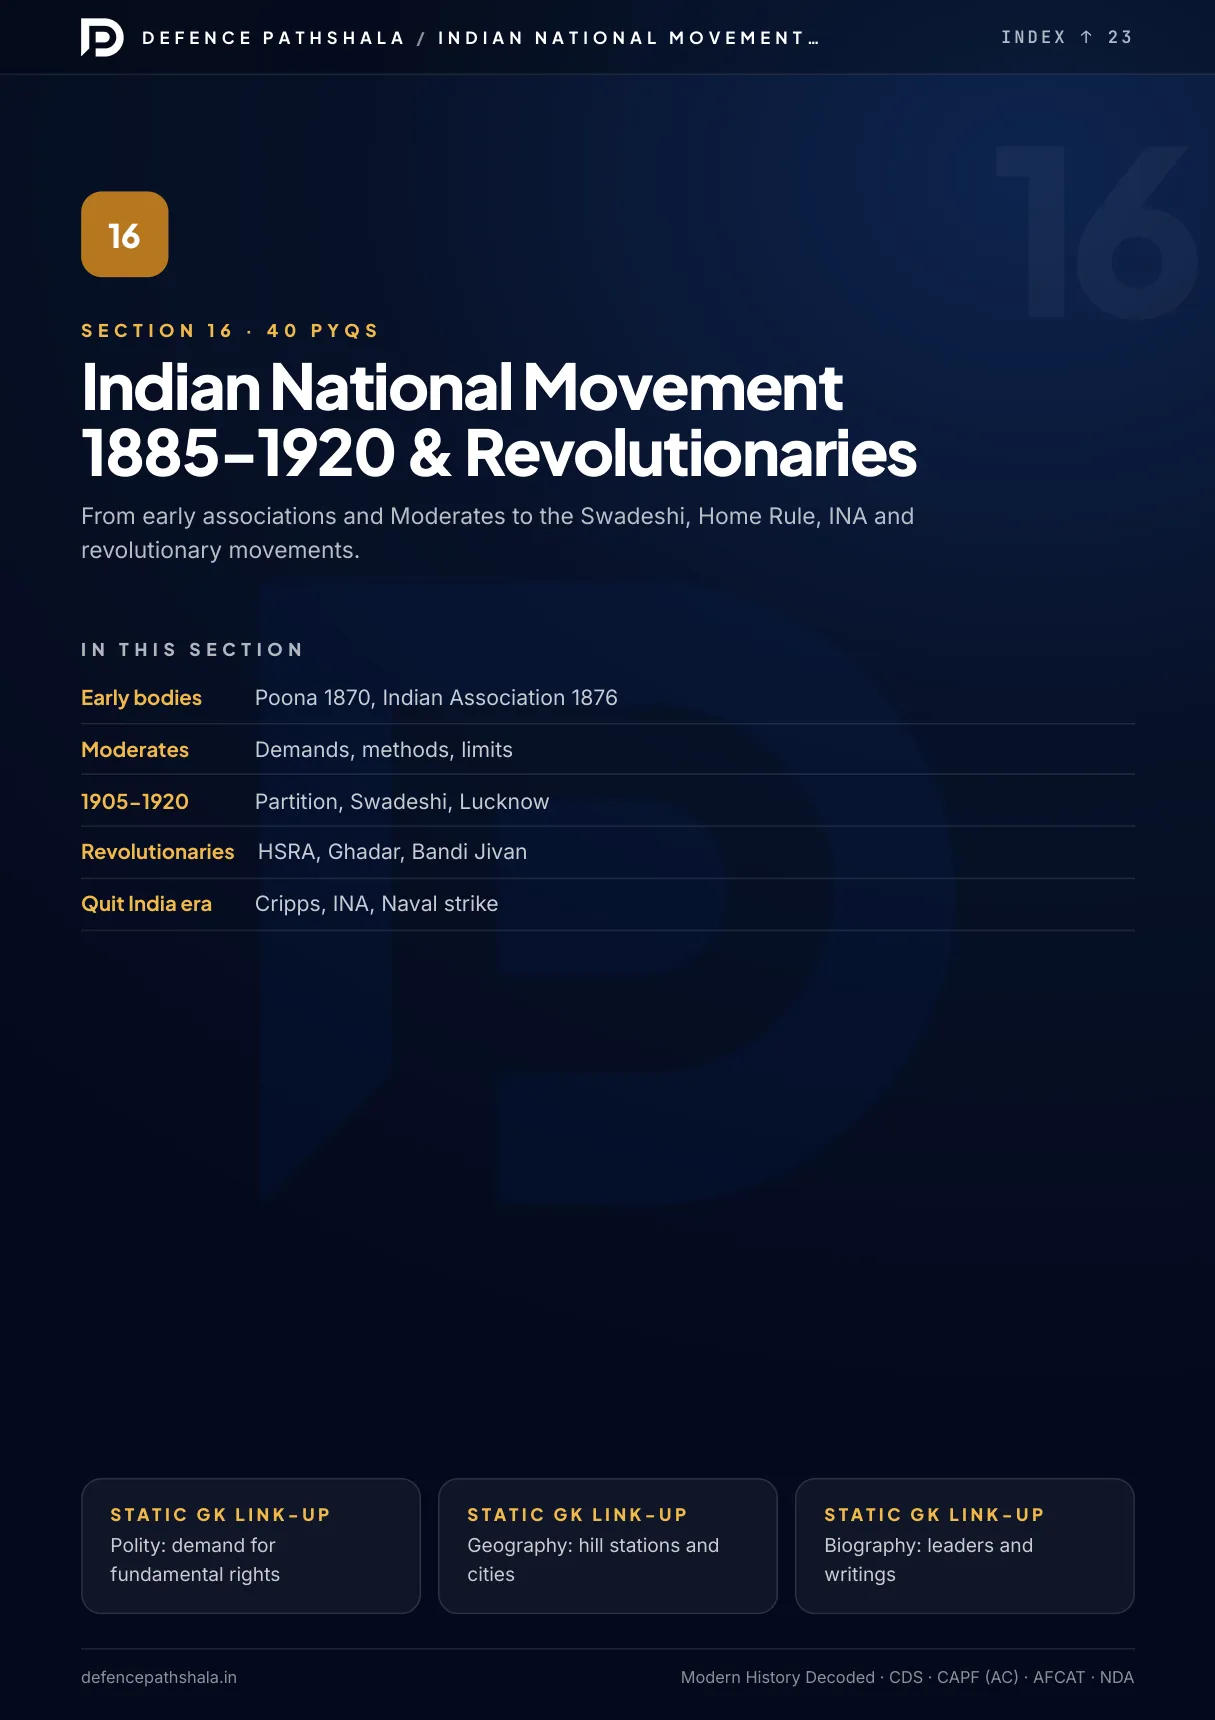 DEFENCE PATHSHALA / INDIAN NATIONAL MOVEMENT…
INDEX ↑ 23
16
16
SECTION 16 · 40 PYQS
Indian National Movement
1885–1920 & Revolutionaries
From early associations and Moderates to the Swadeshi, Home Rule, INA and
revolutionary movements.
IN THIS SECTION
Early bodies Poona 1870, Indian Association 1876
Moderates Demands, methods, limits
1905–1920 Partition, Swadeshi, Lucknow
Revolutionaries HSRA, Ghadar, Bandi Jivan
Quit India era Cripps, INA, Naval strike
STATIC GK LINK-UP
Polity: demand for
fundamental rights
STATIC GK LINK-UP
Geography: hill stations and
cities
STATIC GK LINK-UP
Biography: leaders and
writings
defencepathshala.in
Modern History Decoded · CDS · CAPF (AC) · AFCAT · NDA